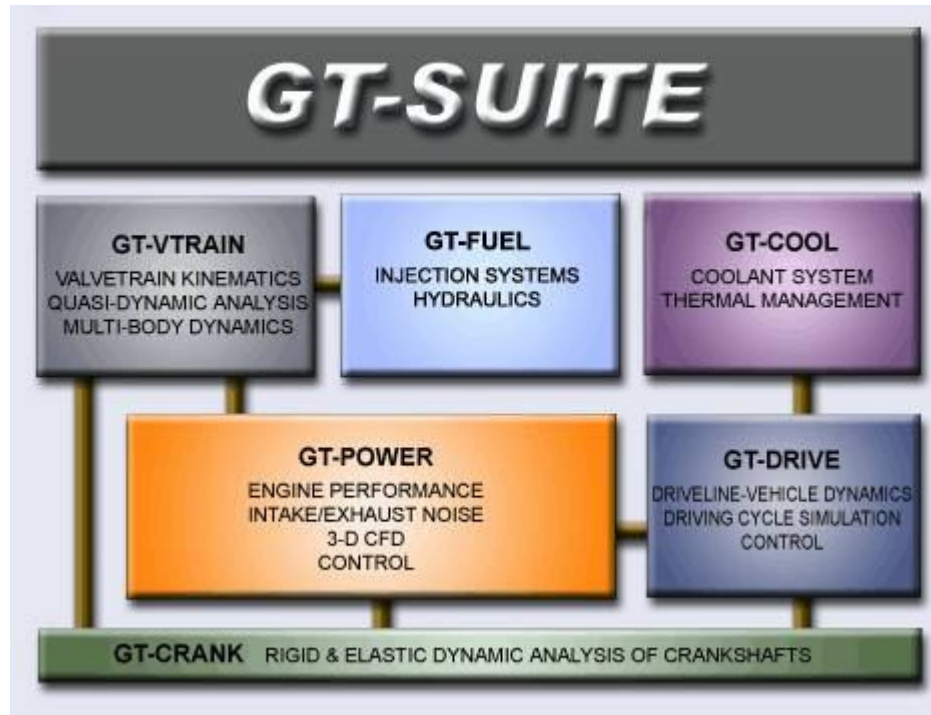 GT-SUITE
GT-VTRAIN
VALVETRAIN KINEMATICS
QUASI-DYNAMIC ANALYSIS
MULTI-BODY DYNAMICS
GT-FUEL
INJECTION SYSTEMS
HYDRAULICS
GT-COOL
COOLANT SYSTEM
THERMAL MANAGEMENT
GT-POWER
ENGINE PERFORMANCE
INTAKE/EXHAUST NOISE
3-D CFD
CONTROL
GT-DRIVE
DRIVELINE-VEHICLE DYNAMICS
DRIVING CYCLE SIMULATION
CONTROL
GT-CRANK RIGID & ELASTIC DYNAMIC ANALYSIS OF CRANKSHAFTS